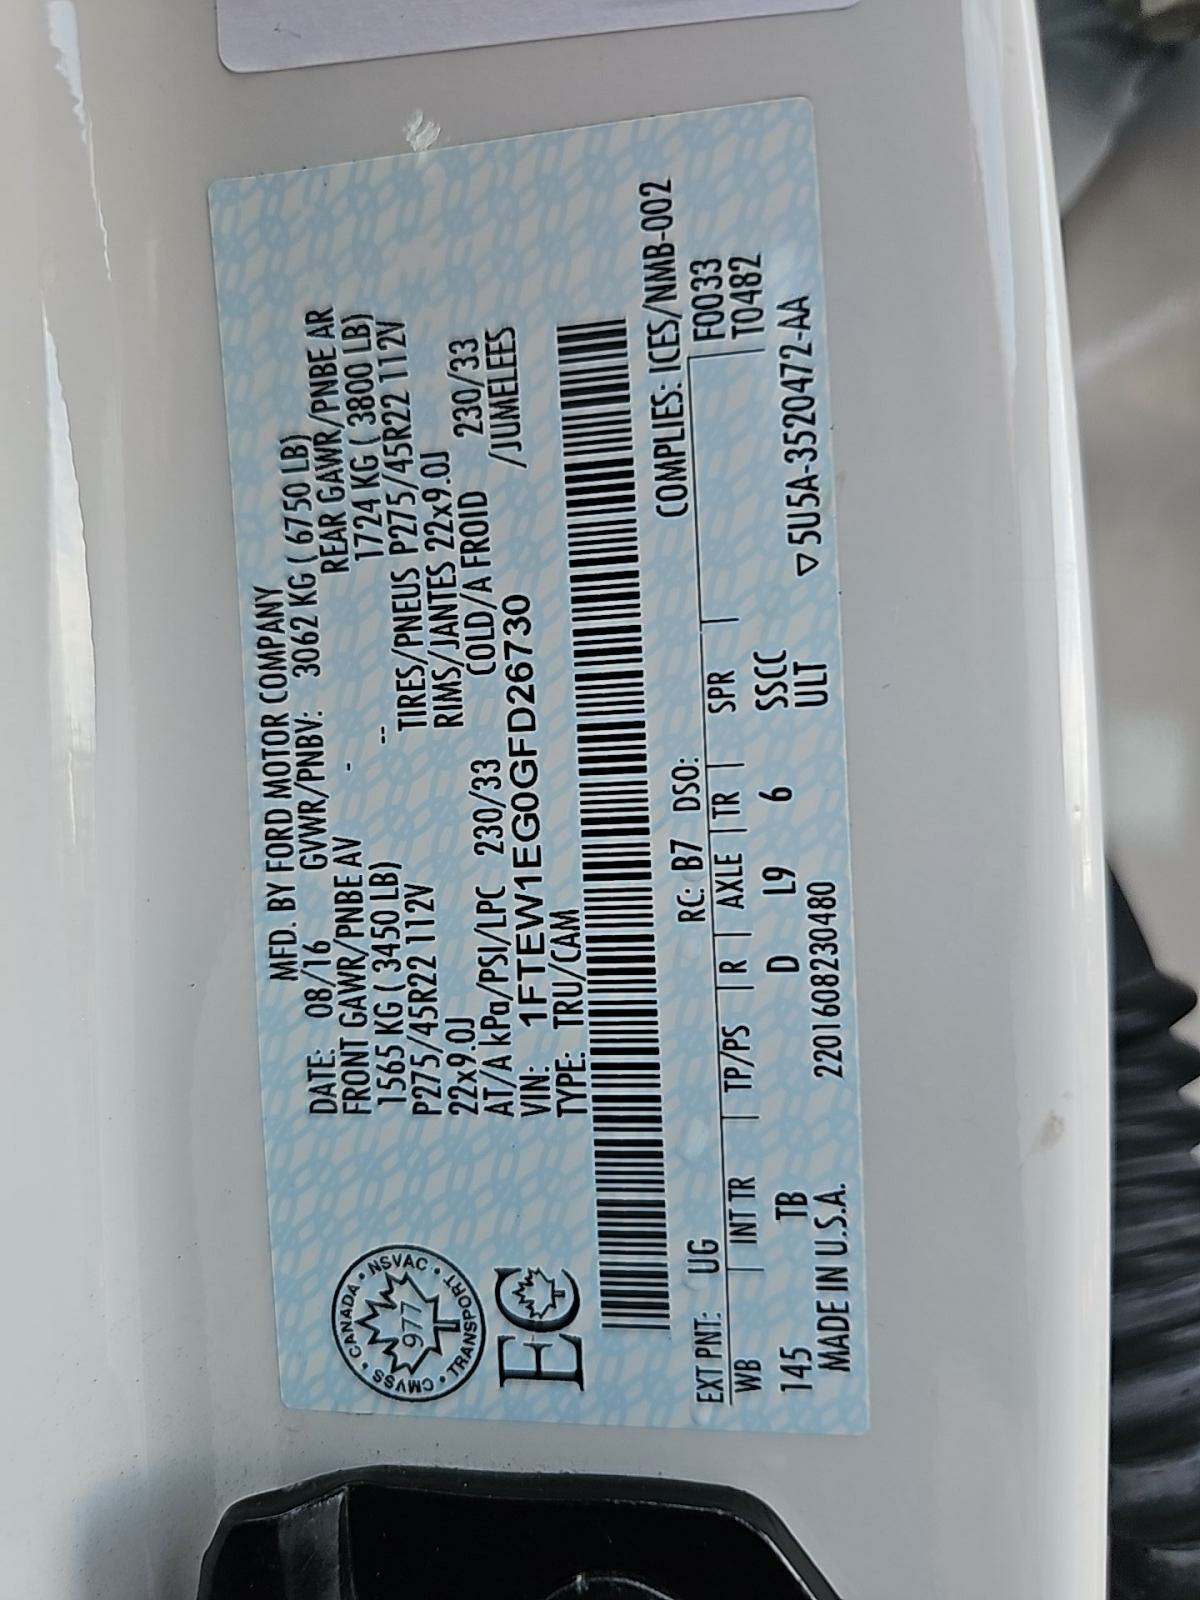 MFD. BY FORD MOTOR COMPANY
DATE: 08/16 GVWR/PNBV: 3062 KG ( 6750 LB)
FRONT GAWR/PNBE AV - REAR GAWR/PNBE AR
1565 KG ( 3450 LB) -- 1724 KG ( 3800 LB)
P275/45R22 112V TIRES/PNEUS P275/45R22 112V
22x9.0J RIMS/JANTES 22x9.0J
AT/A kPa/PSI/LPC 230/33 COLD/A FROID 230/33
VIN: 1FTEW1EG0GFD26730 /JUMELEES
TYPE: TRU/CAM
CANADA • NSVAC • TRANSPORT • CMVSS •
977
EC
COMPLIES: ICES/NMB-002
EXT PNT: UG RC: B7 DSO: F0033
WB INT TR TP/PS R AXLE TR SPR T0482
145 TB D L9 6 SSCC
MADE IN U.S.A. 220160823048​0 ULT ▽5U5A-3520472-AA